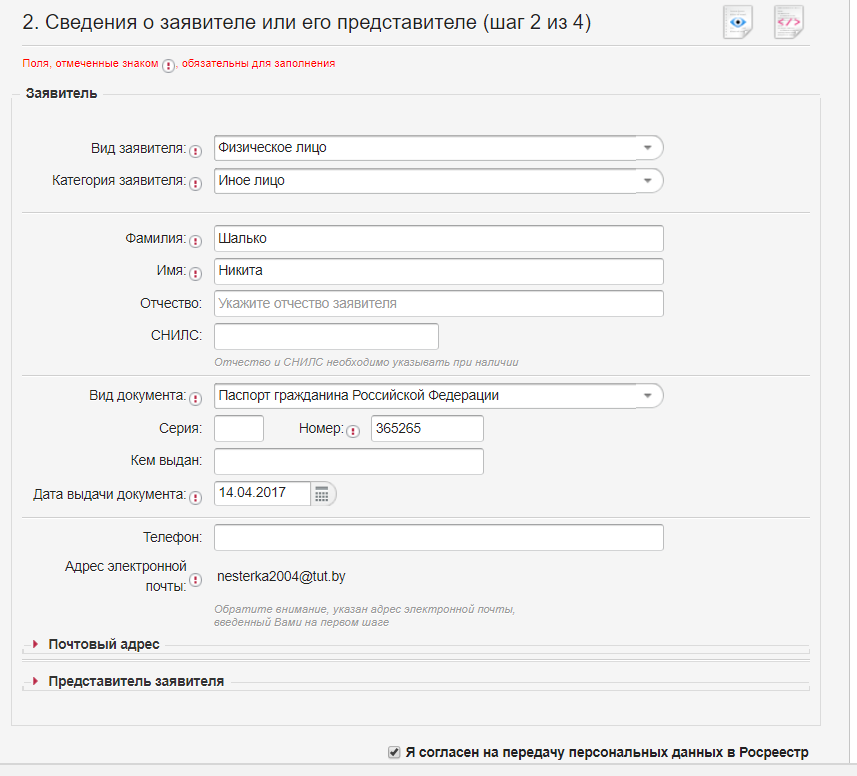 2. Сведения о заявителе или его представителе (шаг 2 из 4)
Поля, отмеченные знаком , обязательны для заполнения
Заявитель
Вид заявителя: Физическое лицо
Категория заявителя: Иное лицо
Фамилия: Шалько
Имя: Никита
Отчество: Укажите отчество заявителя
СНИЛС:
Отчество и СНИЛС необходимо указывать при наличии
Вид документа: Паспорт гражданина Российской Федерации
Серия: Номер: 365265
Кем выдан:
Дата выдачи документа: 14.04.2017
Телефон:
Адрес электронной
почты: nesterka2004@tut.by
Обратите внимание, указан адрес электронной почты,
введенный Вами на первом шаге
Почтовый адрес
Представитель заявителя
Я согласен на передачу персональных данных в Росреестр